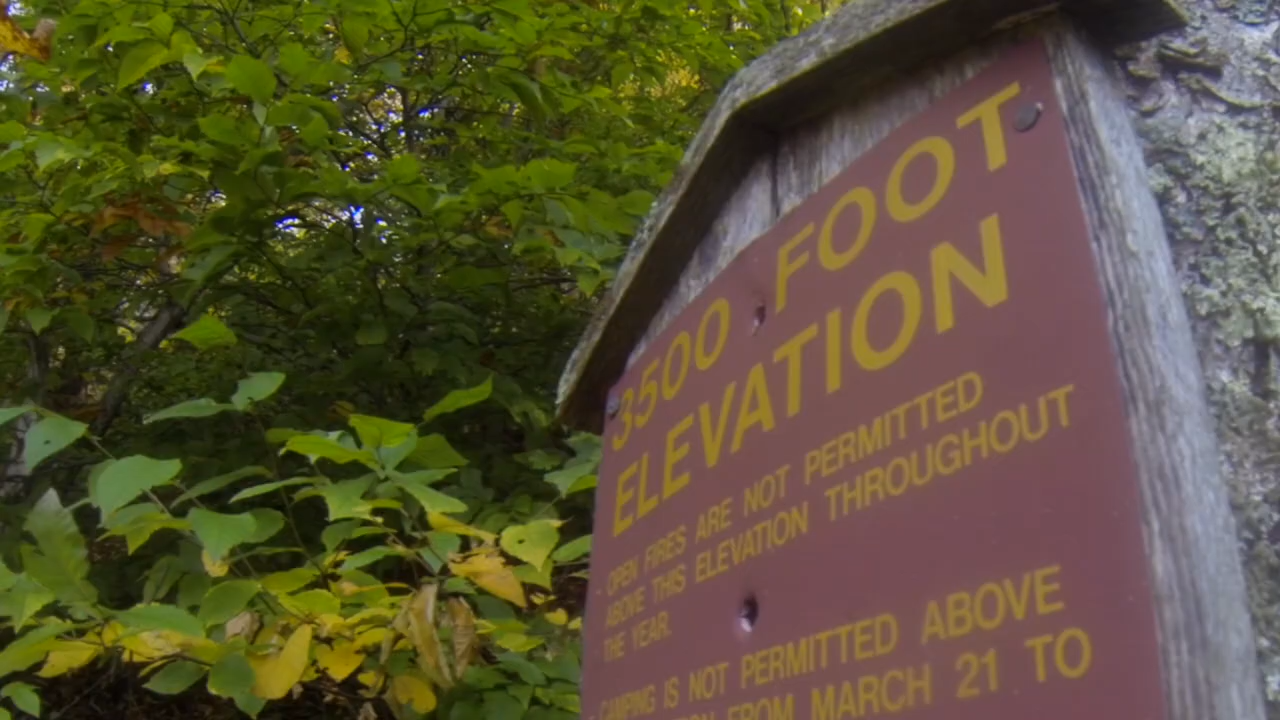 3500 FOOT
ELEVATION
OPEN FIRES ARE NOT PERMITTED
ABOVE THIS ELEVATION THROUGHOUT
THE YEAR.
CAMPING IS NOT PERMITTED ABOVE
FROM MARCH 21 TO